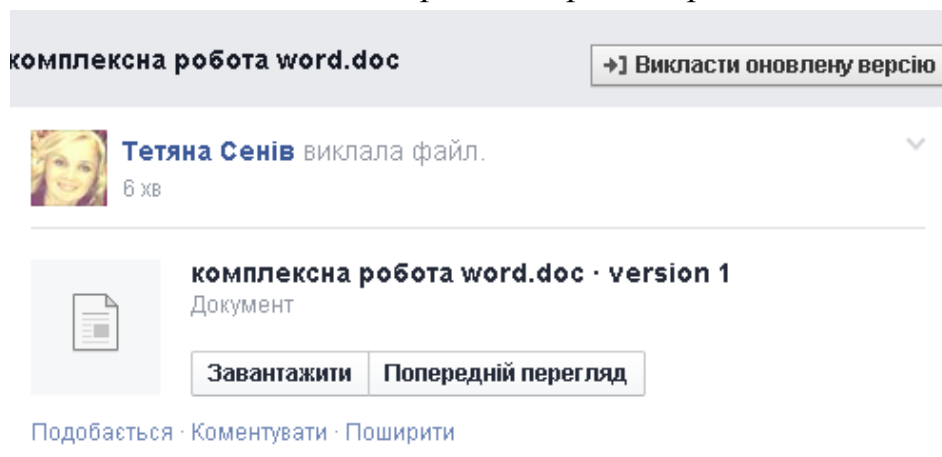 комплексна робота word.doc
Викласти оновлену версію
Тетяна Сенів виклала файл.
6 хв
комплексна робота word.doc · version 1
Документ
Завантажити Попередній перегляд
Подобається · Коментувати · Поширити